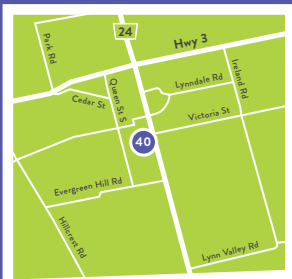 24
Park Rd
Hwy 3
Ireland Rd
Lynndale Rd
Cedar St
Queen St S
Victoria St
40
Evergreen Hill Rd
Hillcrest Rd
Lynn Valley Rd